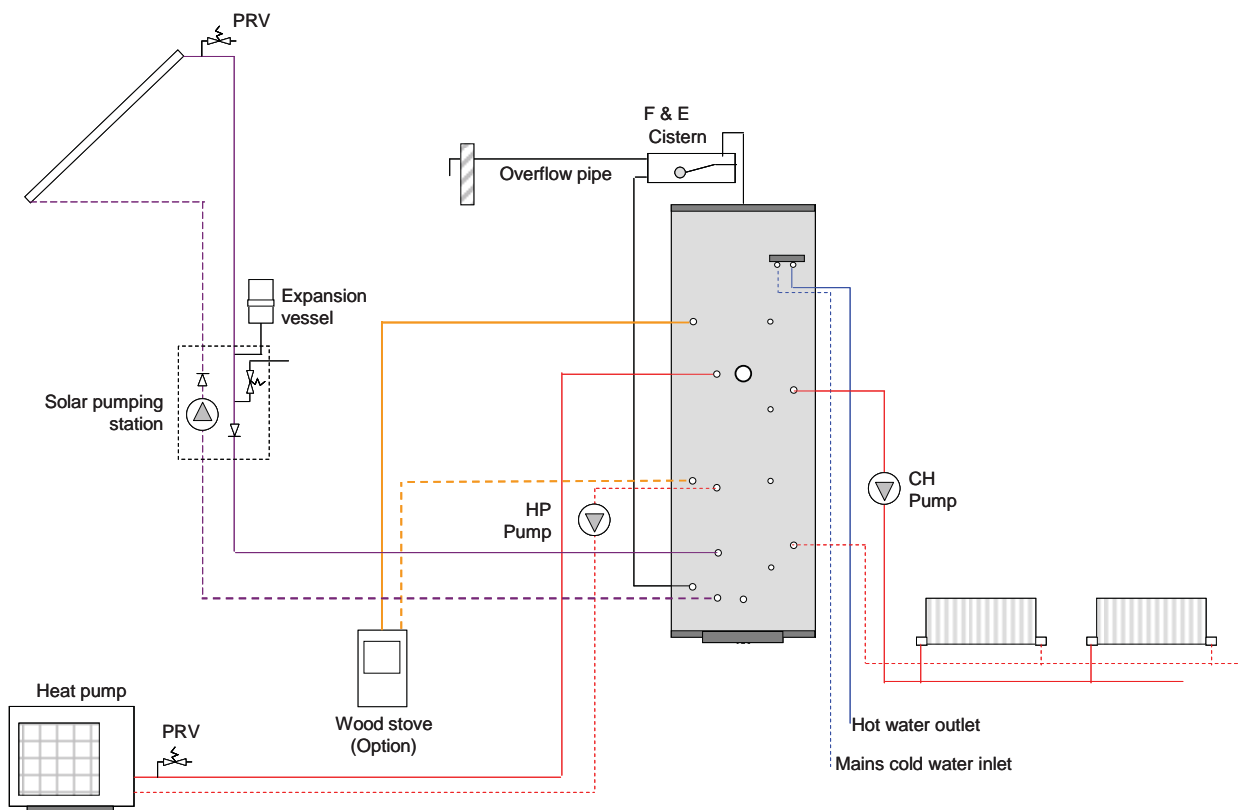 PRV
F & E
Cistern
Overflow pipe
Expansion
vessel
Solar pumping
station
HP
Pump
CH
Pump
Heat pump
PRV
Wood stove
(Option)
Hot water outlet
Mains cold water inlet